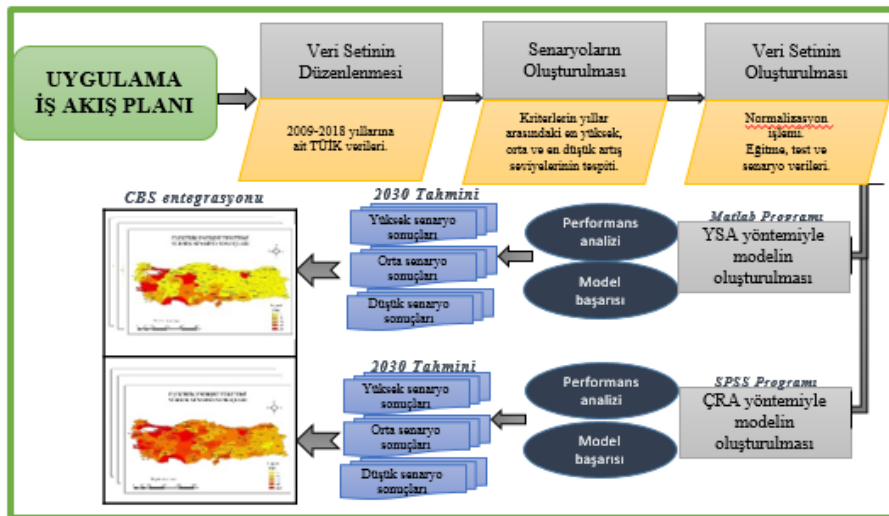 UYGULAMA
İŞ AKIŞ PLANI
Veri Setinin
Düzenlenmesi
2009-2018 yıllarına
ait TÜİK verileri.
Senaryoların
Oluşturulması
Kriterlerin yıllar
arasındaki en yüksek,
orta ve en düşük artış
seviyelerinin tespiti.
Veri Setinin
Oluşturulması
Normalizasyon
işlemi.
Eğitme, test ve
senaryo verileri.
CBS entegrasyonu
2030 Tahmini
Yüksek senaryo
sonuçları
Orta senaryo
sonuçları
Düşük senaryo
sonuçları
Performans
analizi
Model
başarısı
Matlab Programı
YSA yöntemiyle
modelin
oluşturulması
2030 Tahmini
Yüksek senaryo
sonuçları
Orta senaryo
sonuçları
Düşük senaryo
sonuçları
Performans
analizi
Model
başarısı
SPSS Programı
ÇRA yöntemiyle
modelin
oluşturulması